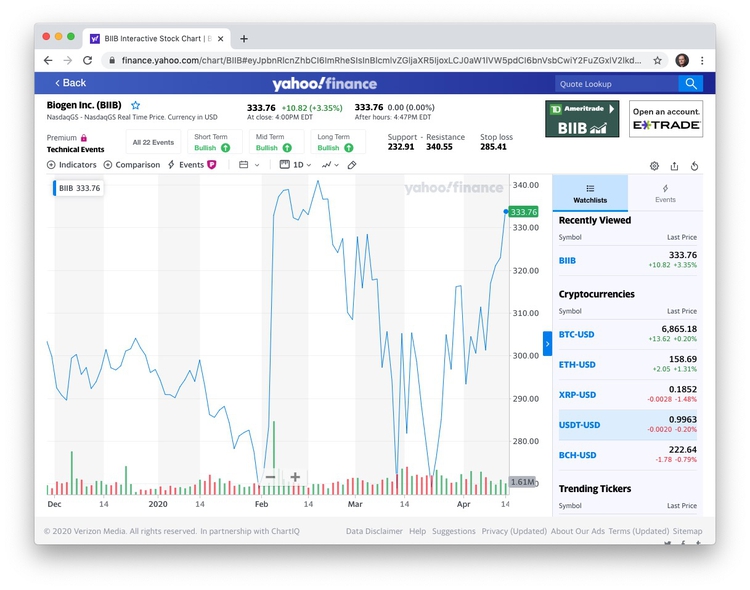 BIIB Interactive Stock Chart | B
finance.yahoo.com/chart/BIIB#eyJpbnRlcnZhbCI6ImRheSIsInBlcmlvZGljaXR5IjoxLCJ0aW1lVW5pdCI6bnVsbCwiY2FuZGxlV2lkd...
Back
yahoo!finance
Quote Lookup
Biogen Inc. (BIIB)
333.76 +10.82 (+3.35%) 333.76 0.00 (0.00%)
NasdaqGS - NasdaqGS Real Time Price. Currency in USD
At close: 4:00PM EDT After hours: 4:47PM EDT
TD Ameritrade
BIIB
Open an account.
E*TRADE
Premium
Technical Events
All 22 Events
Short Term
Bullish
Mid Term
Bullish
Long Term
Bullish
Support - Resistance
232.91 340.55
Stop loss
285.41
Indicators Comparison Events P 1D
BIIB 333.76
yahoo!finance
340.00
333.76
330.00
320.00
310.00
300.00
290.00
280.00
1.61M
Dec 14 2020 14 Feb 14 Mar 14 Apr 14
Watchlists
Events
Recently Viewed
Symbol Last Price
BIIB 333.76
+10.82 +3.35%
Cryptocurrencies
Symbol Last Price
BTC-USD 6,865.18
+13.62 +0.20%
ETH-USD 158.69
+2.05 +1.31%
XRP-USD 0.1852
-0.0028 -1.48%
USDT-USD 0.9963
-0.0020 -0.20%
BCH-USD 222.64
-1.78 -0.79%
Trending Tickers
Symbol Last Price
© 2020 Verizon Media. All rights reserved. In partnership with ChartIQ
Data Disclaimer Help Suggestions Privacy (Updated) About Our Ads Terms (Updated) Sitemap